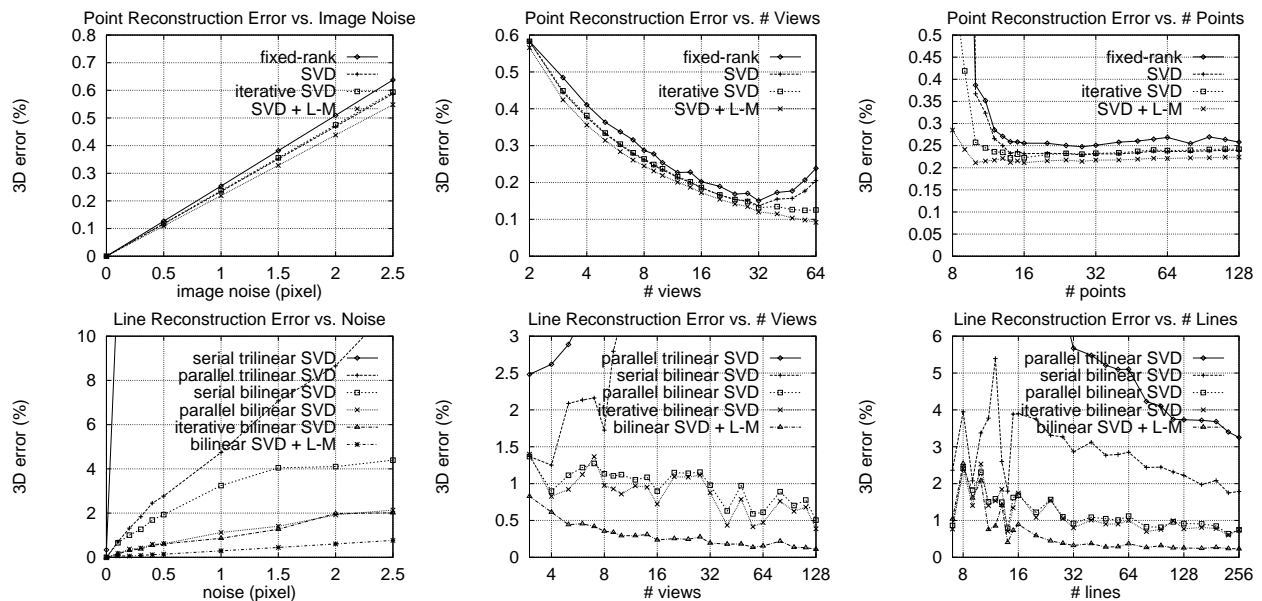 Point Reconstruction Error vs. Image Noise
0.8
0.7
0.6
0.5
0.4
0.3
0.2
0.1
0
3D error (%)
fixed-rank
SVD
iterative SVD
SVD + L-M
0 0.5 1 1.5 2 2.5
image noise (pixel)
Point Reconstruction Error vs. # Views
0.6
0.5
0.4
0.3
0.2
0.1
0
3D error (%)
fixed-rank
SVD
iterative SVD
SVD + L-M
2 4 8 16 32 64
# views
Point Reconstruction Error vs. # Points
0.5
0.45
0.4
0.35
0.3
0.25
0.2
0.15
0.1
0.05
0
3D error (%)
fixed-rank
SVD
iterative SVD
SVD + L-M
8 16 32 64 128
# points
Line Reconstruction Error vs. Noise
10
8
6
4
2
0
3D error (%)
serial trilinear SVD
parallel trilinear SVD
serial bilinear SVD
parallel bilinear SVD
iterative bilinear SVD
bilinear SVD + L-M
0 0.5 1 1.5 2 2.5
noise (pixel)
Line Reconstruction Error vs. # Views
3
2.5
2
1.5
1
0.5
0
3D error (%)
parallel trilinear SVD
serial bilinear SVD
parallel bilinear SVD
iterative bilinear SVD
bilinear SVD + L-M
4 8 16 32 64 128
# views
Line Reconstruction Error vs. # Lines
6
5
4
3
2
1
0
3D error (%)
parallel trilinear SVD
serial bilinear SVD
parallel bilinear SVD
iterative bilinear SVD
bilinear SVD + L-M
8 16 32 64 128 256
# lines